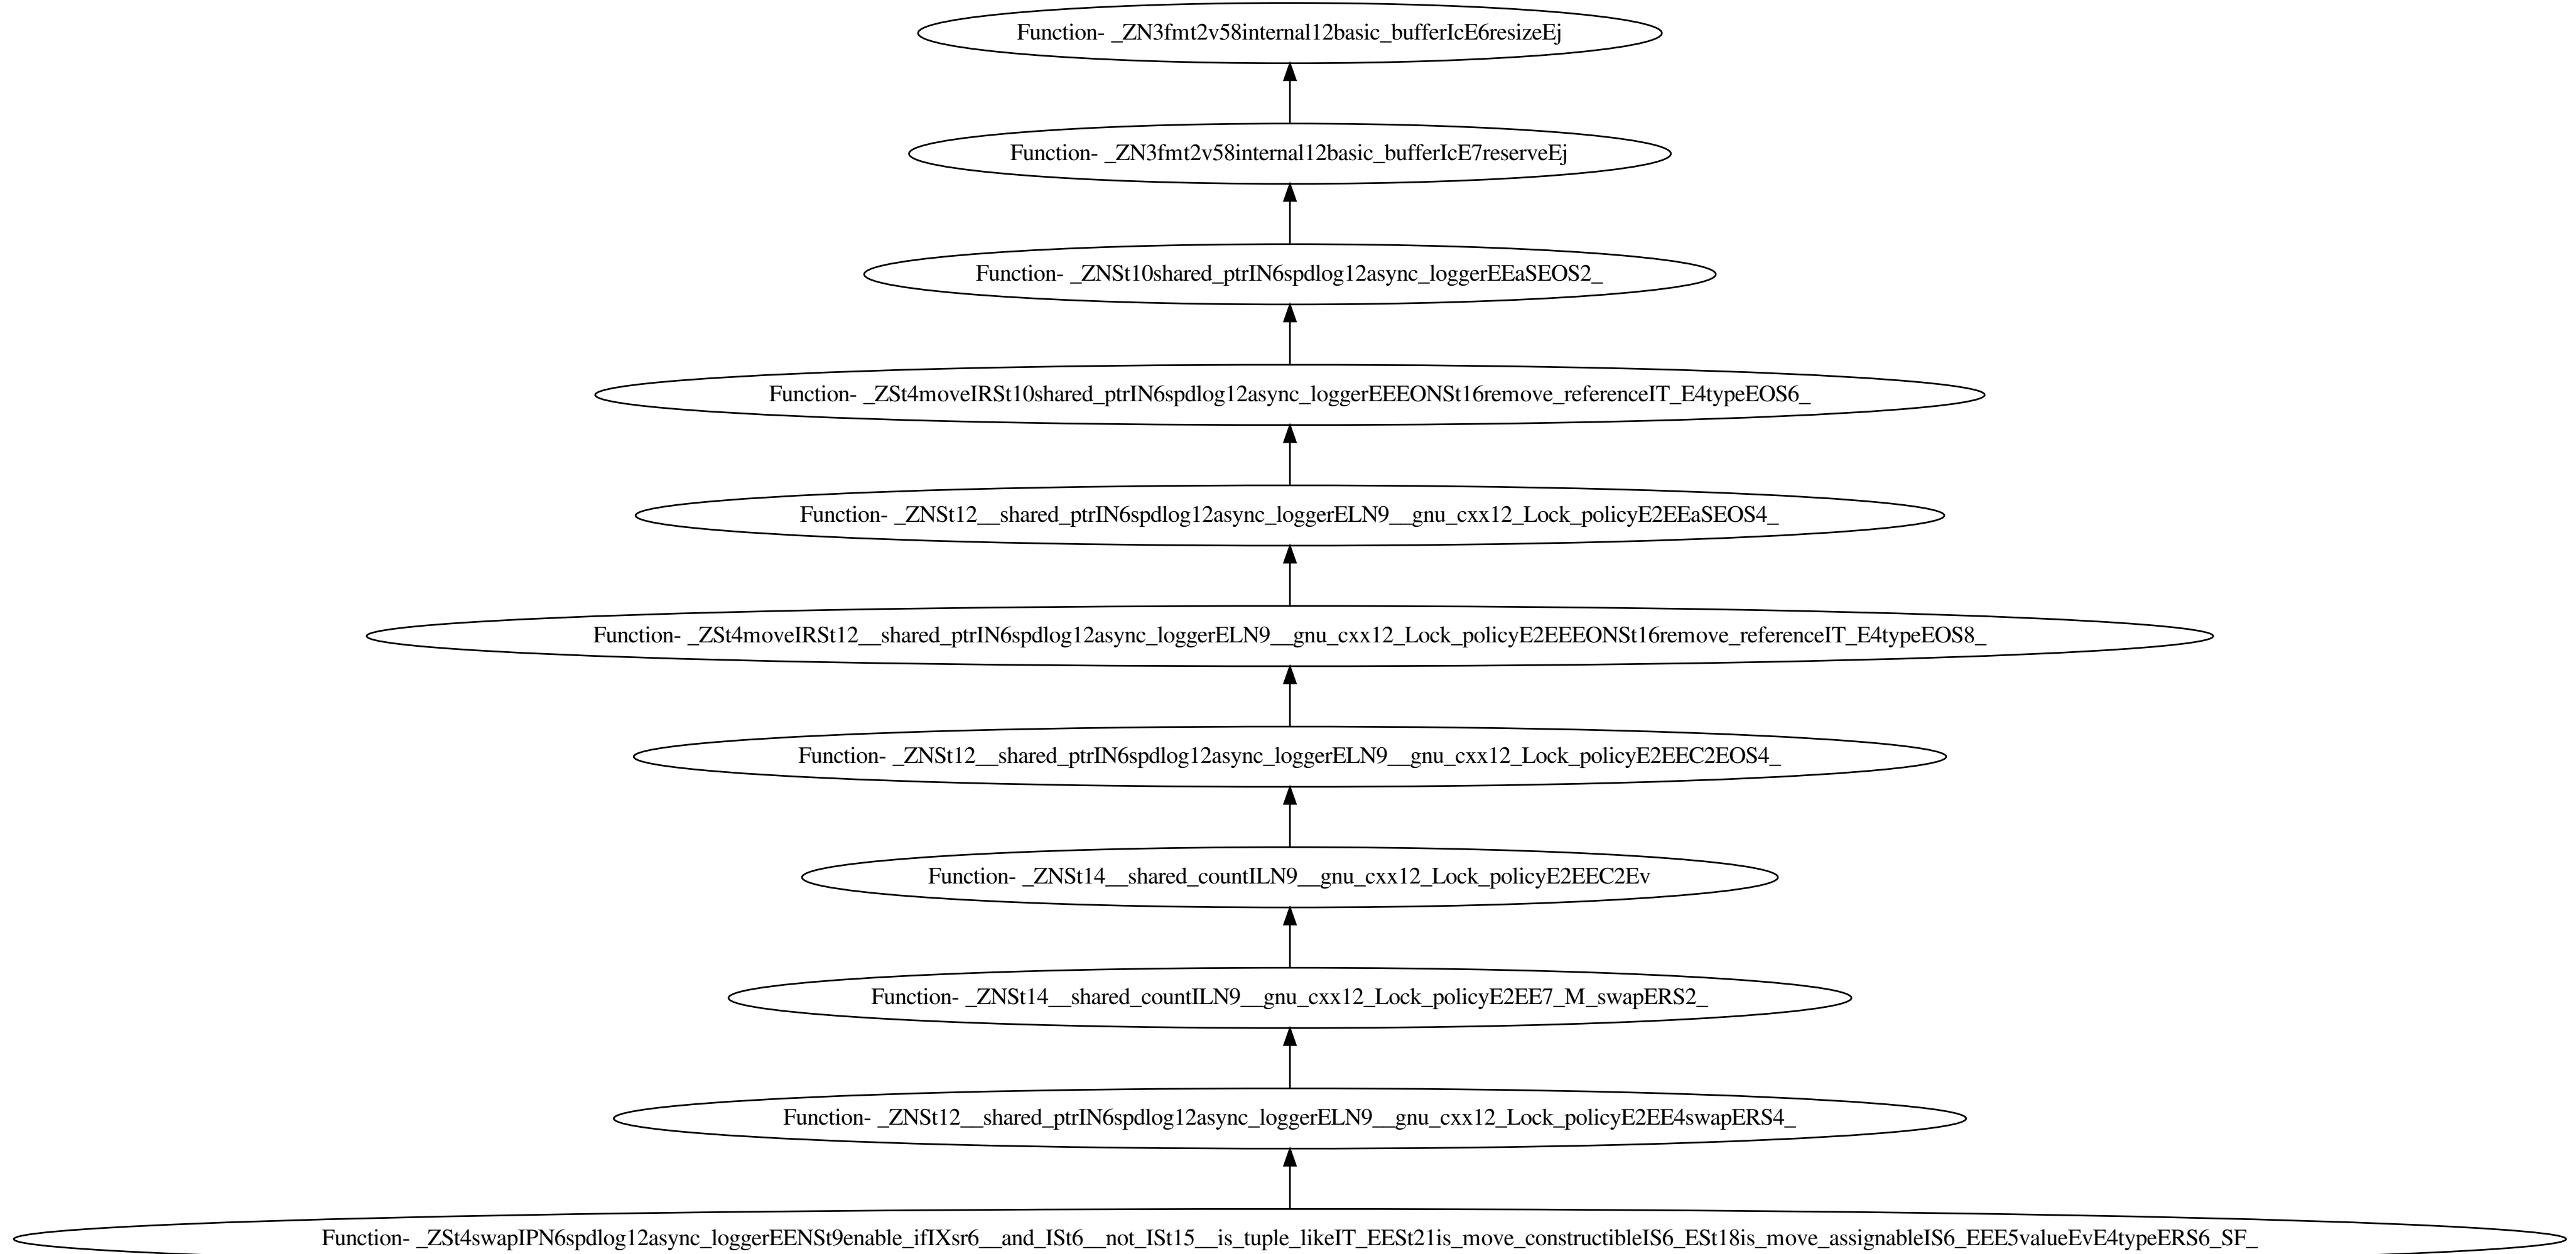 Function- _ZN3fmt2v58internal12basic_bufferIcE6resizeEj
Function- _ZN3fmt2v58internal12basic_bufferIcE7reserveEj
Function- _ZNSt10shared_ptrIN6spdlog12async_loggerEEaSEOS2_
Function- _ZSt4moveIRSt10shared_ptrIN6spdlog12async_loggerEEEONSt16remove_referenceIT_E4typeEOS6_
Function- _ZNSt12__shared_ptrIN6spdlog12async_loggerELN9__gnu_cxx12_Lock_policyE2EEaSEOS4_
Function- _ZSt4moveIRSt12__shared_ptrIN6spdlog12async_loggerELN9__gnu_cxx12_Lock_policyE2EEEONSt16remove_referenceIT_E4typeEOS8_
Function- _ZNSt12__shared_ptrIN6spdlog12async_loggerELN9__gnu_cxx12_Lock_policyE2EEC2EOS4_
Function- _ZNSt14__shared_countILN9__gnu_cxx12_Lock_policyE2EEC2Ev
Function- _ZNSt14__shared_countILN9__gnu_cxx12_Lock_policyE2EE7_M_swapERS2_
Function- _ZNSt12__shared_ptrIN6spdlog12async_loggerELN9__gnu_cxx12_Lock_policyE2EE4swapERS4_
Function- _ZSt4swapIPN6spdlog12async_loggerEENSt9enable_ifIXsr6__and_ISt6__not_ISt15__is_tuple_likeIT_EESt21is_move_constructibleIS6_ESt18is_move_assignableIS6_EEE5valueEvE4typeERS6_SF_